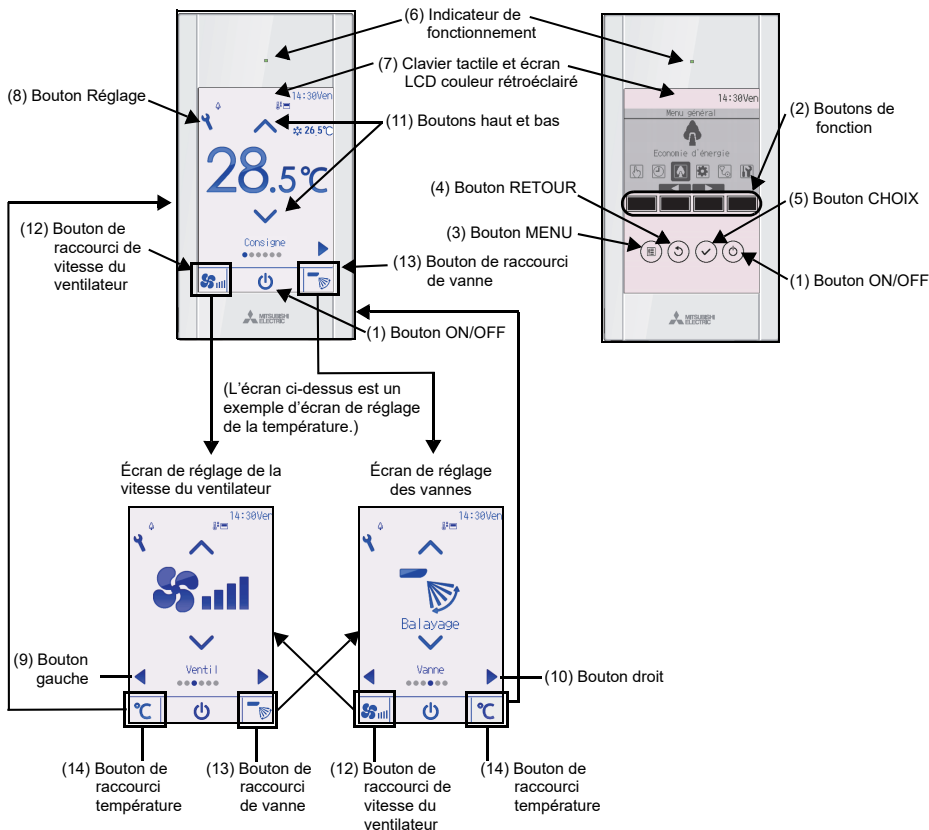 (6) Indicateur de
fonctionnement
(7) Clavier tactile et écran
LCD couleur rétroéclairé
(8) Bouton Réglage
(11) Boutons haut et bas
14:30Ven
26.5℃
28.5℃
Consigne
(12) Bouton de
raccourci de
vitesse du
ventilateur
(13) Bouton de raccourci
de vanne
MITSUBISHI
ELECTRIC
(1) Bouton ON/OFF
14:30Ven
Menu général
Economie d'énergie
(2) Boutons de
fonction
(4) Bouton RETOUR
(5) Bouton CHOIX
(3) Bouton MENU
(1) Bouton ON/OFF
MITSUBISHI
ELECTRIC
(L'écran ci-dessus est un
exemple d'écran de réglage
de la température.)
Écran de réglage de la
vitesse du ventilateur
Écran de réglage
des vannes
14:30Ven
Ventil
℃
14:30Ven
Balayage
Vanne
℃
(9) Bouton
gauche
(10) Bouton droit
(14) Bouton de
raccourci
température
(13) Bouton de
raccourci
de vanne
(12) Bouton de
raccourci de
vitesse du
ventilateur
(14) Bouton de
raccourci
température